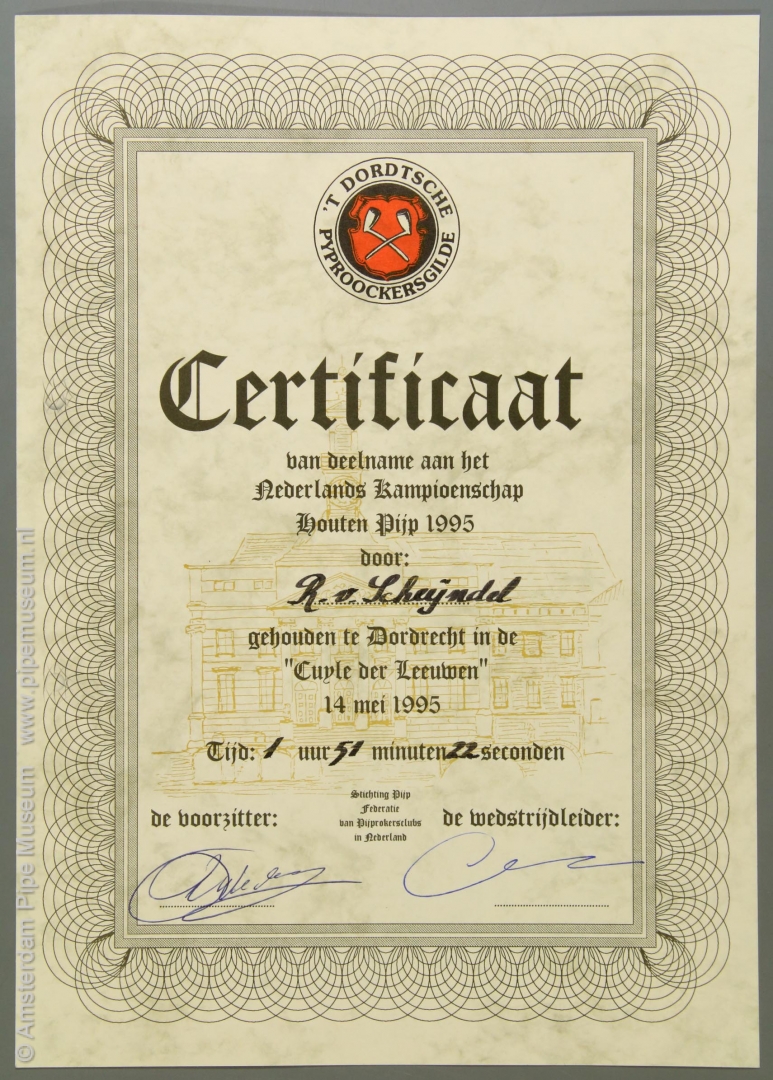 'T DORDTSCHE
PYPROOCKERSGILDE
Certificaat
van deelname aan het
Nederlands Kampioenschap
Houten Pijp 1995
door:
R. v. Scheijndel
gehouden te Dordrecht in de
"Cuyle der Leeuwen"
14 mei 1995
Tijd: 1 uur 51 minuten 22 seconden
Stichting Pijp
Federatie
van Pijprokersclubs
in Nederland
de voorzitter:
de wedstrijdleider:
© Amsterdam Pipe Museum www.pipemuseum.nl